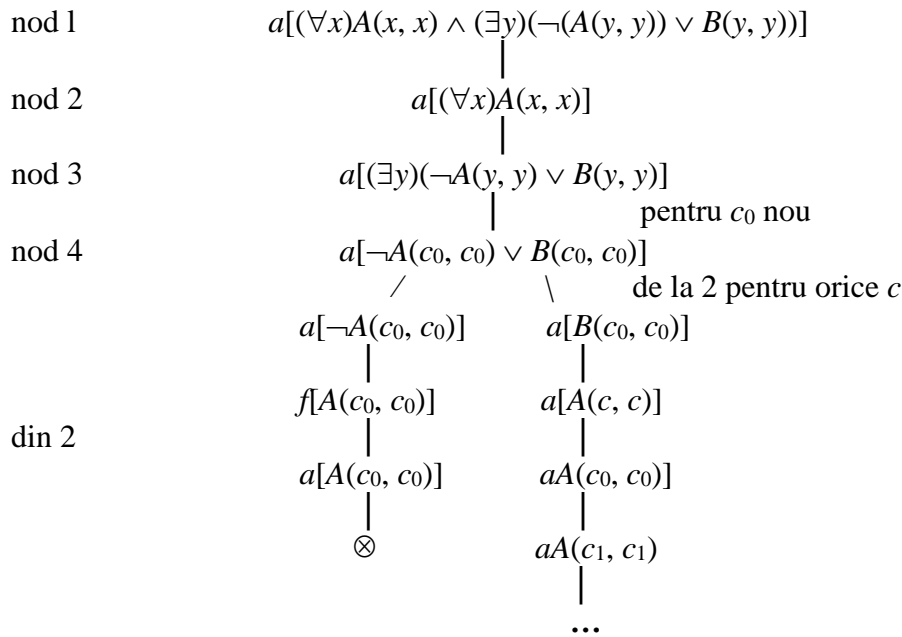 nod 1 a[(∀x)A(x, x) ∧ (∃y)(¬(A(y, y)) ∨ B(y, y))]
nod 2 a[(∀x)A(x, x)]
nod 3 a[(∃y)(¬A(y, y) ∨ B(y, y)]
pentru c₀ nou
nod 4 a[¬A(c₀, c₀) ∨ B(c₀, c₀)]
de la 2 pentru orice c
a[¬A(c₀, c₀)] a[B(c₀, c₀)]
f[A(c₀, c₀)] a[A(c, c)]
din 2
a[A(c₀, c₀)] aA(c₀, c₀)]
⊗ aA(c₁, c₁)
...